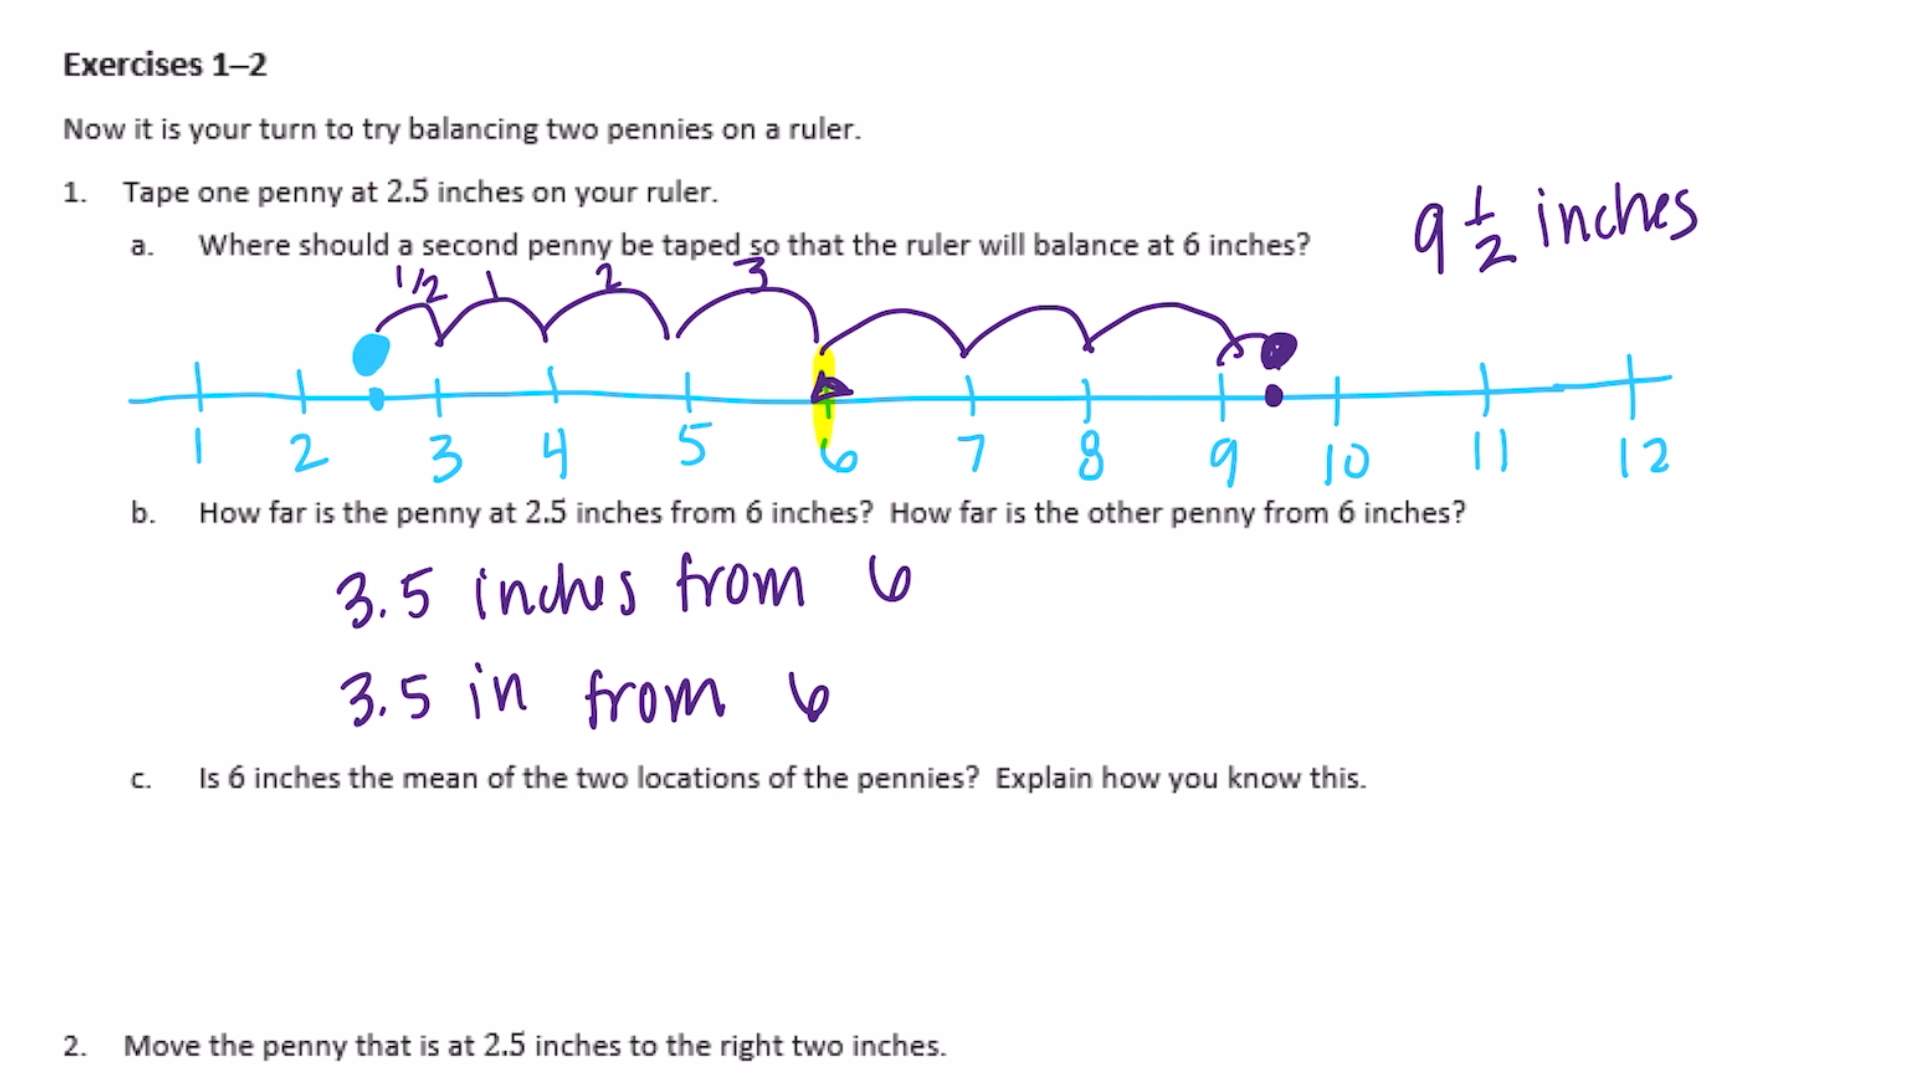 Exercises 1–2
Now it is your turn to try balancing two pennies on a ruler.
1. Tape one penny at 2.5 inches on your ruler.
9 1/2 inches
a. Where should a second penny be taped so that the ruler will balance at 6 inches?
1/2 1 2 3
1 2 3 4 5 6 7 8 9 10 11 12
b. How far is the penny at 2.5 inches from 6 inches? How far is the other penny from 6 inches?
3.5 inches from 6
3.5 in from 6
c. Is 6 inches the mean of the two locations of the pennies? Explain how you know this.
2. Move the penny that is at 2.5 inches to the right two inches.